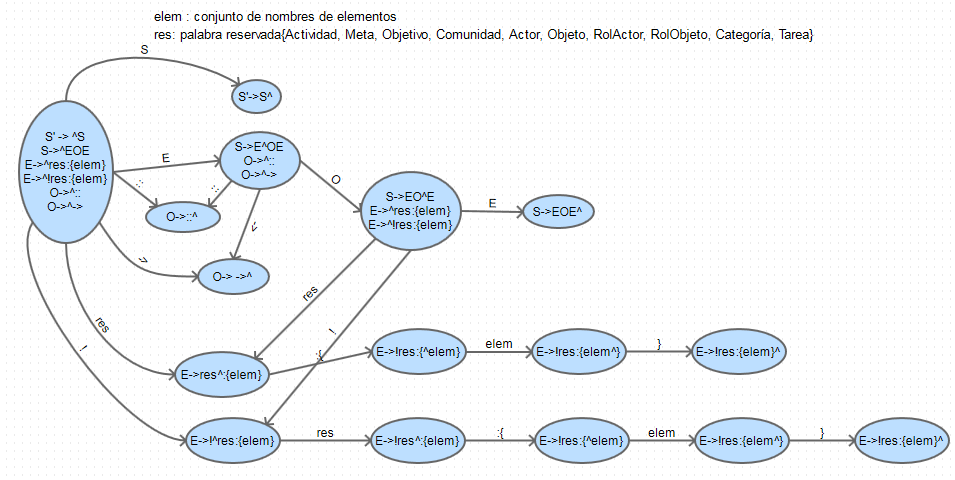 elem : conjunto de nombres de elementos
res: palabra reservada{Actividad, Meta, Objetivo, Comunidad, Actor, Objeto, RolActor, RolObjeto, Categoría, Tarea}
S
S'->S^
S' -> ^S
S->^EOE
E->^res:{elem}
E->^!res:{elem}
O->^::
O->^->
E
S->E^OE
O->^::
O->^->
::
::
O
O->::^
S->EO^E
E->^res:{elem}
E->^!res:{elem}
E
S->EOE^
->
->
O-> ->^
res
!
res
!
E->res^:{elem}
:{
E->!res:{^elem}
elem
E->!res:{elem^}
}
E->!res:{elem}^
E->!^res:{elem}
res
E->!res^:{elem}
:{
E->!res:{^elem}
elem
E->!res:{elem^}
}
E->!res:{elem}^